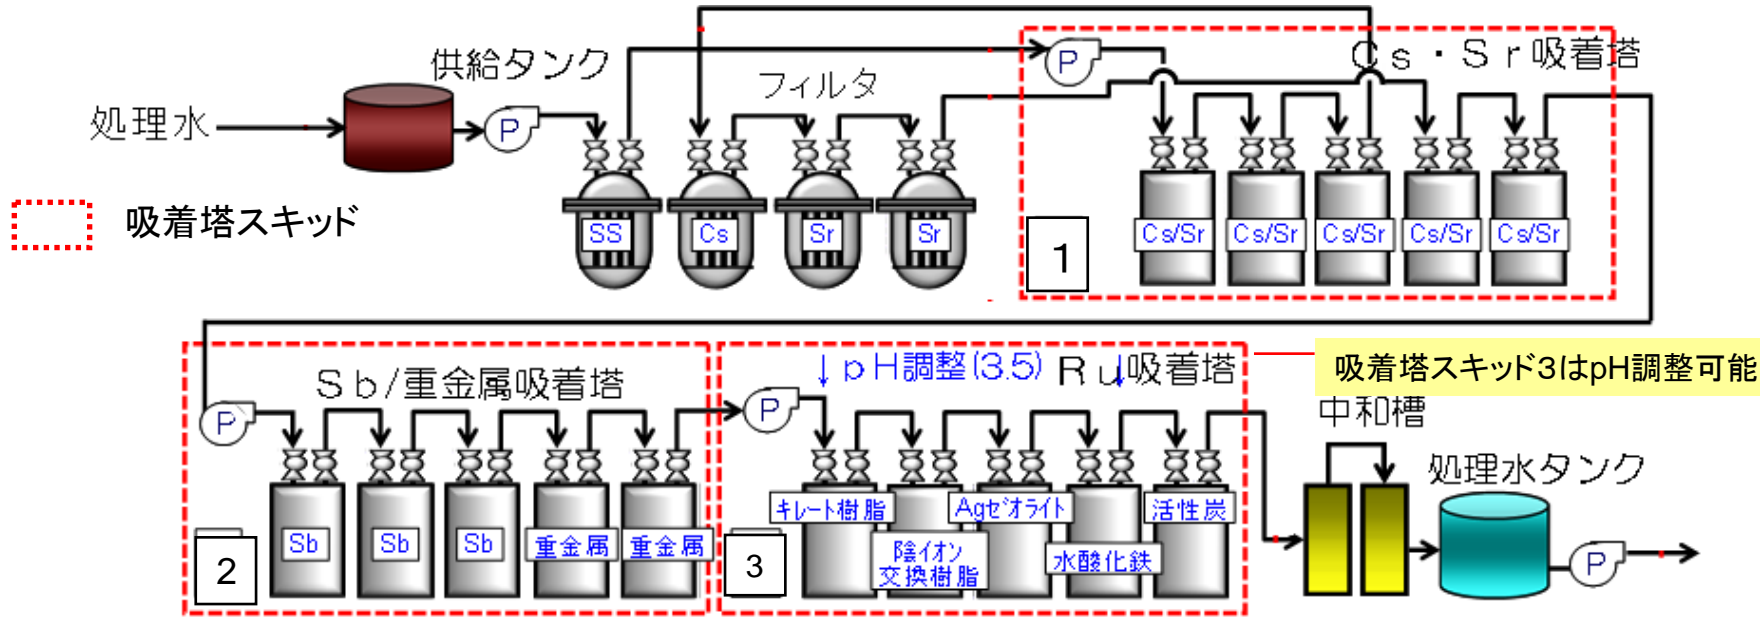 供給タンク
処理水
P
フィルタ
P
Cs・Sr吸着塔
吸着塔スキッド
SS
Cs
Sr
Sr
1
Cs/Sr
Cs/Sr
Cs/Sr
Cs/Sr
Cs/Sr
Sb/重金属吸着塔
P
2
Sb
Sb
Sb
重金属
重金属
↓pH調整(3.5)
Ru↓吸着塔
P
3
キレート樹脂
陰イオン
交換樹脂
Agゼオライト
水酸化鉄
活性炭
吸着塔スキッド3はpH調整可能
中和槽
処理水タンク
P